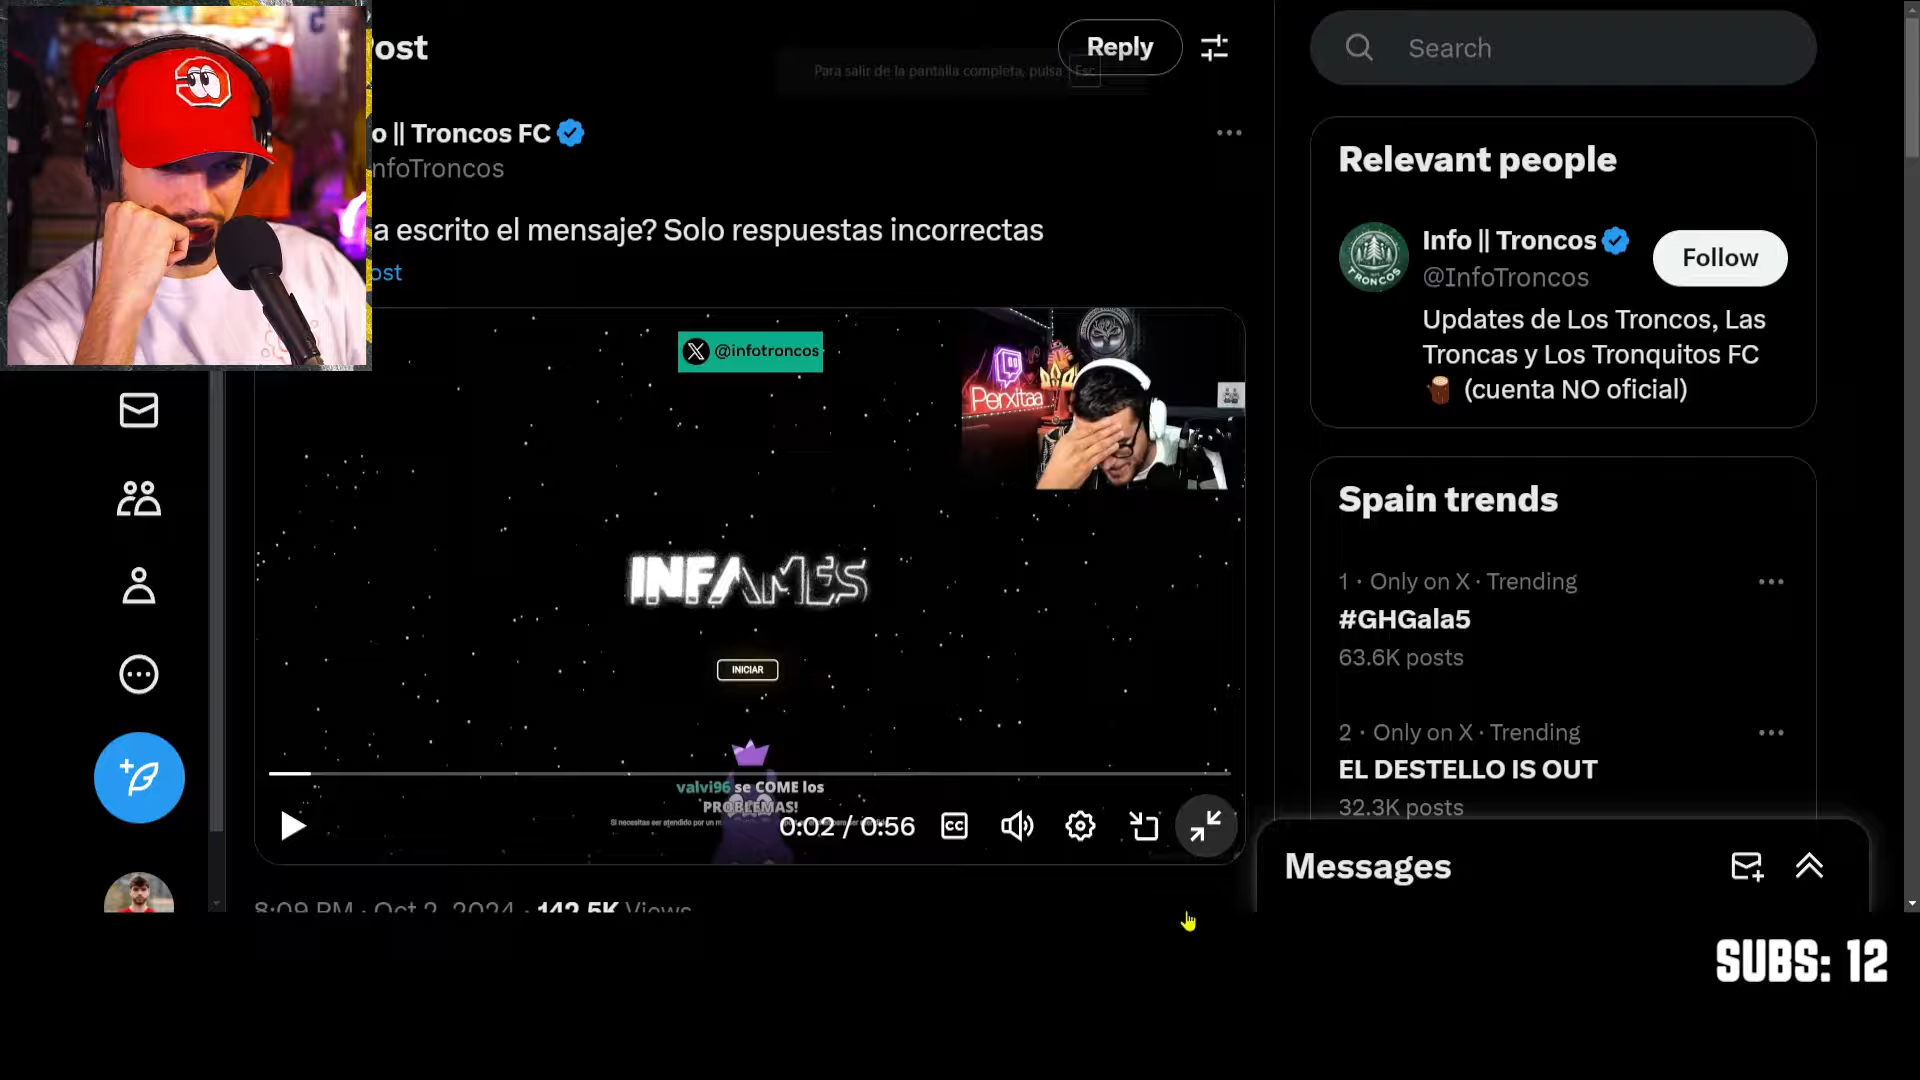 ost
Reply
Para salir de la pantalla completa, pulsa Esc
Search
o || Troncos FC
nfoTroncos
a escrito el mensaje? Solo respuestas incorrectas
ost
@infotroncos
Perxitaa
INFAMES
INICIAR
valvi96 se COME los
PROBLEMAS!
Si necesitas ser atendido por un
0:02 / 0:56
CC
8:09 PM · Oct 2, 2024 · 142.5K Views
Relevant people
TRONCOS
Info || Troncos
@InfoTroncos
Follow
Updates de Los Troncos, Las
Troncas y Los Tronquitos FC
(cuenta NO oficial)
Spain trends
1 · Only on X · Trending
#GHGala5
63.6K posts
2 · Only on X · Trending
EL DESTELLO IS OUT
32.3K posts
Messages
SUBS: 12